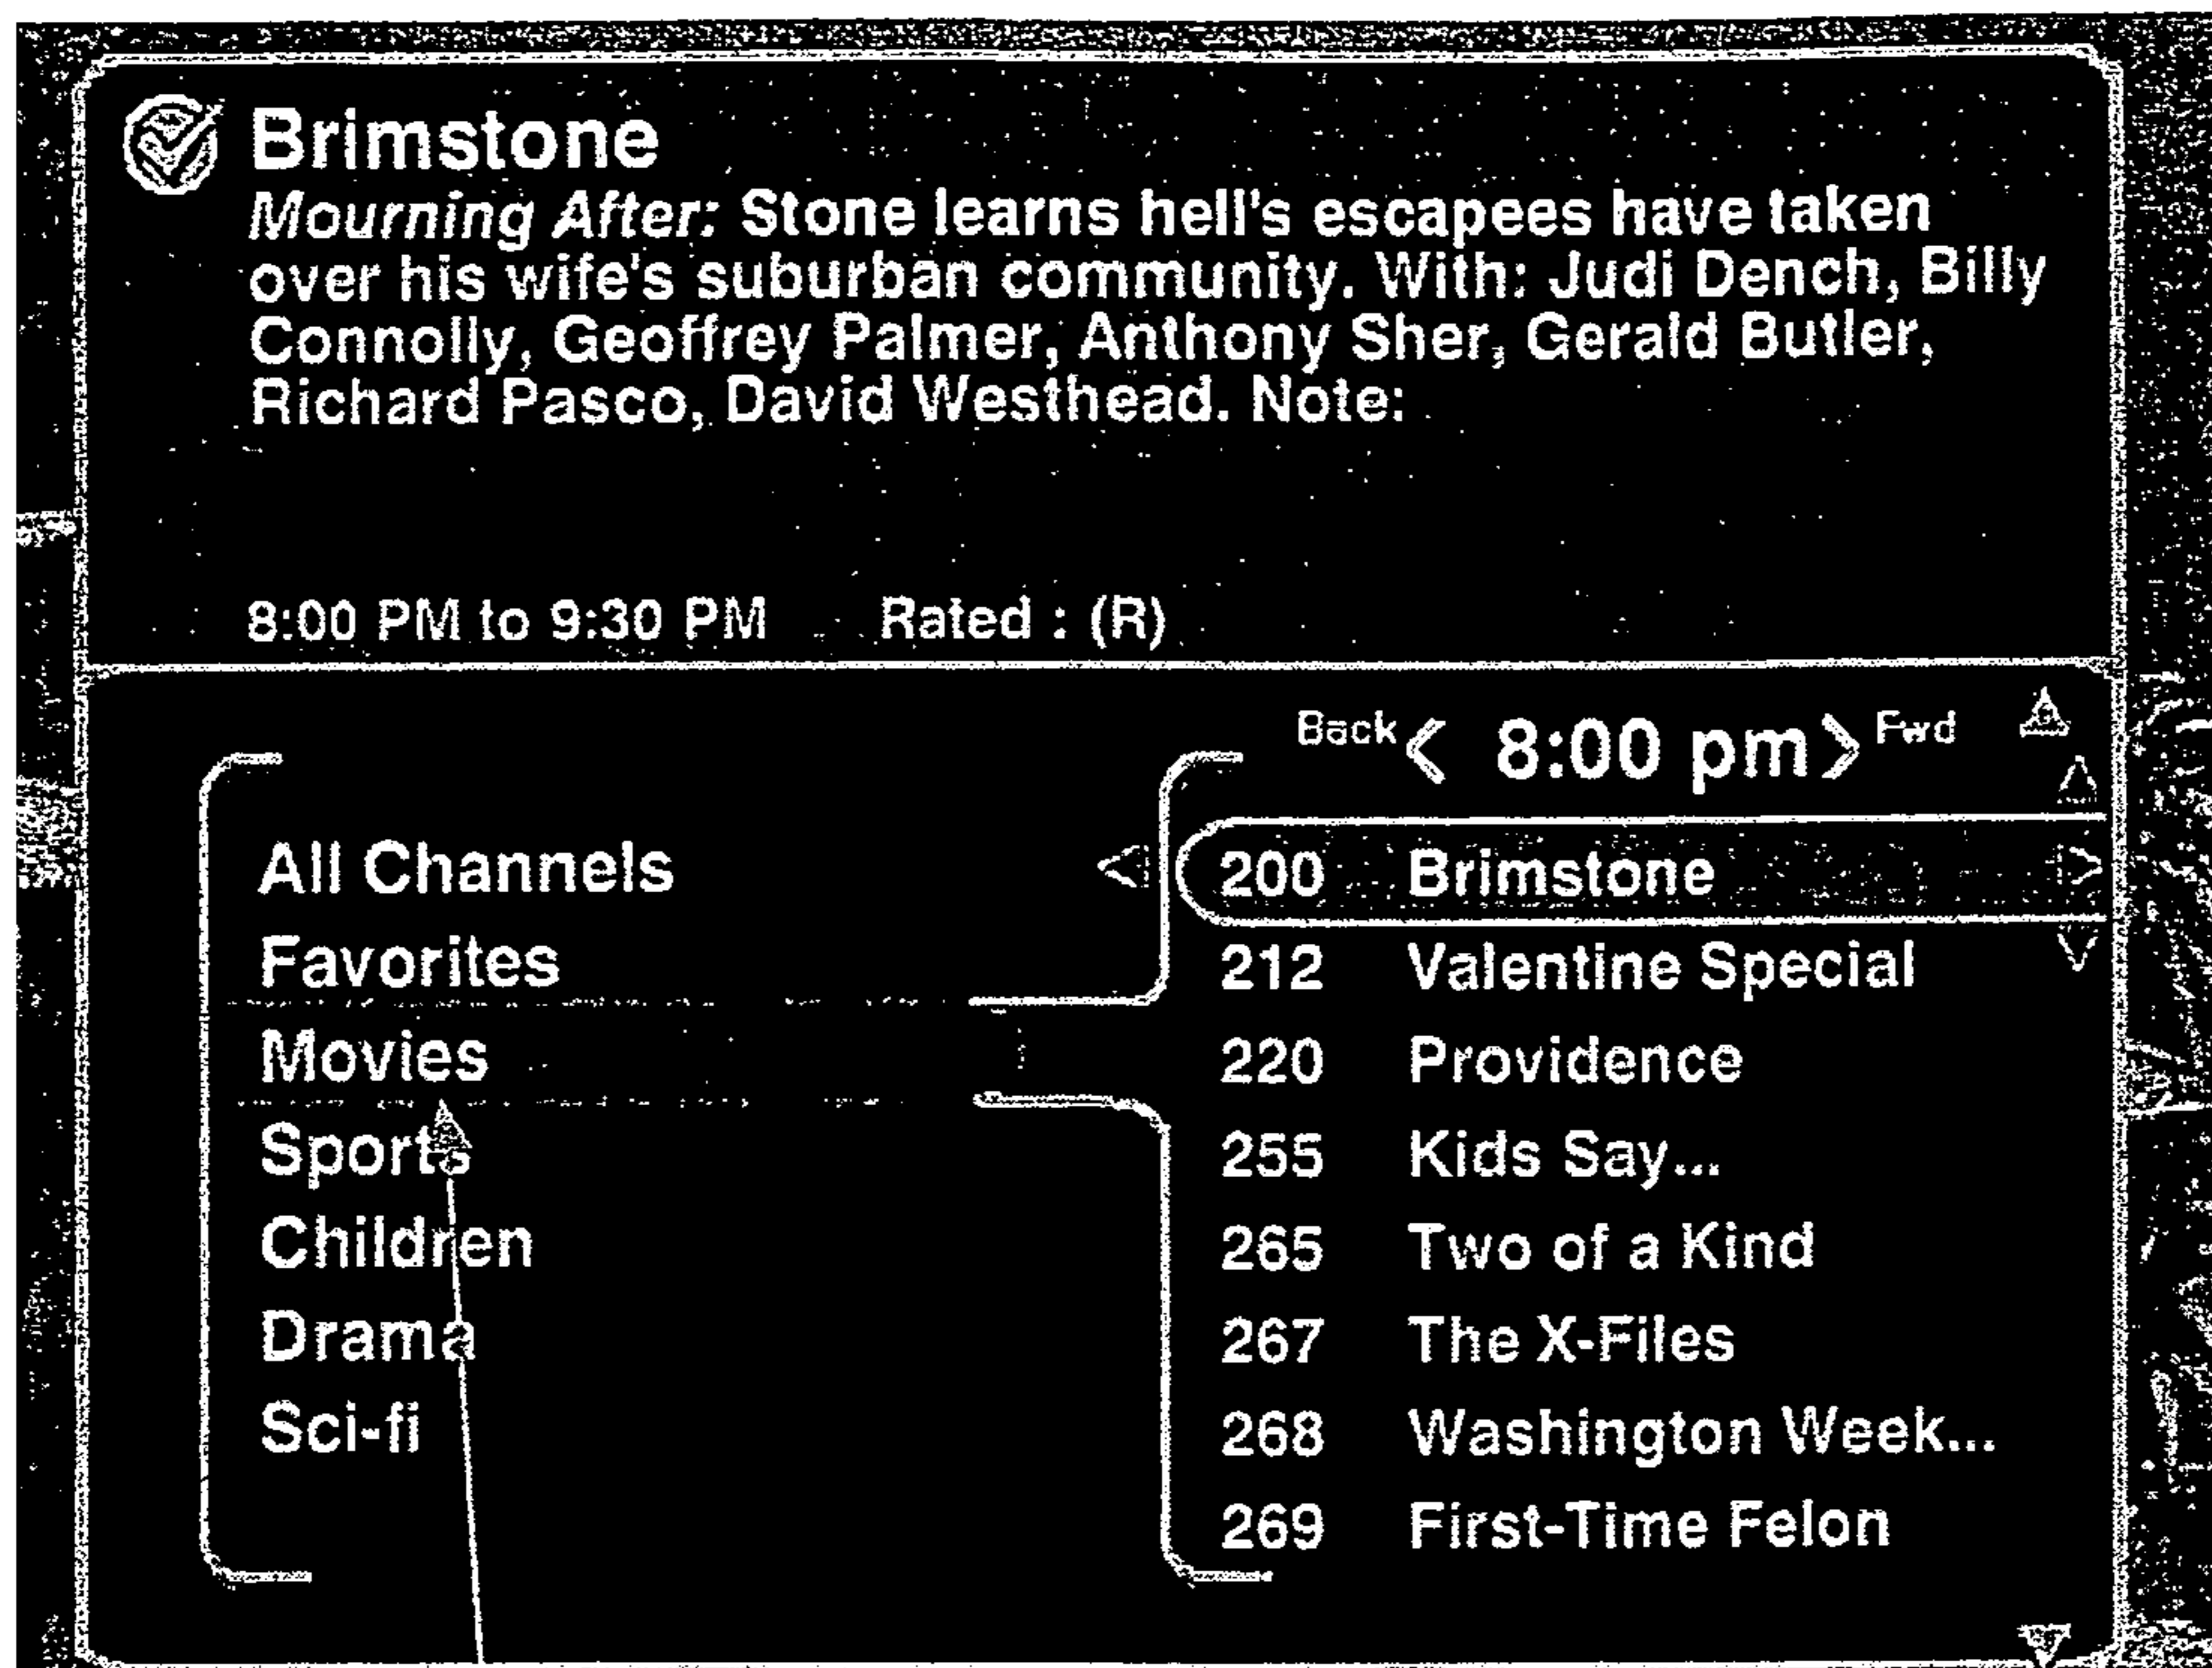 Brimstone
Mourning After: Stone learns hell's escapees have taken
over his wife's suburban community. With: Judi Dench, Billy
Connolly, Geoffrey Palmer, Anthony Sher, Gerald Butler,
Richard Pasco, David Westhead. Note:
8:00 PM to 9:30 PM Rated : (R)
Back < 8:00 pm > Fwd
All Channels
Favorites
Movies
Sports
Children
Drama
Sci-fi
200 Brimstone
212 Valentine Special
220 Providence
255 Kids Say...
265 Two of a Kind
267 The X-Files
268 Washington Week...
269 First-Time Felon